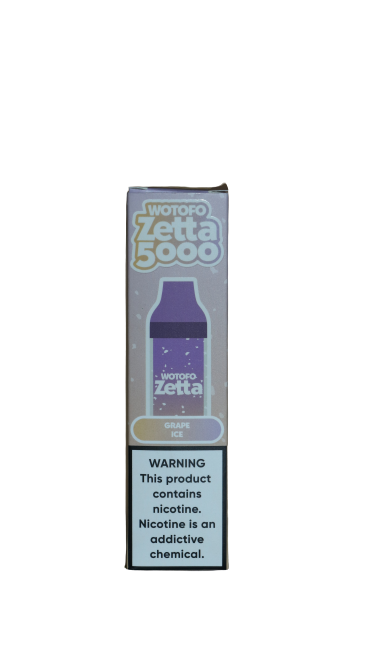 WOTOFO
Zetta
5000
WOTOFO
Zetta
GRAPE
ICE
WARNING
This product
contains
nicotine.
Nicotine is an
addictive
chemical.